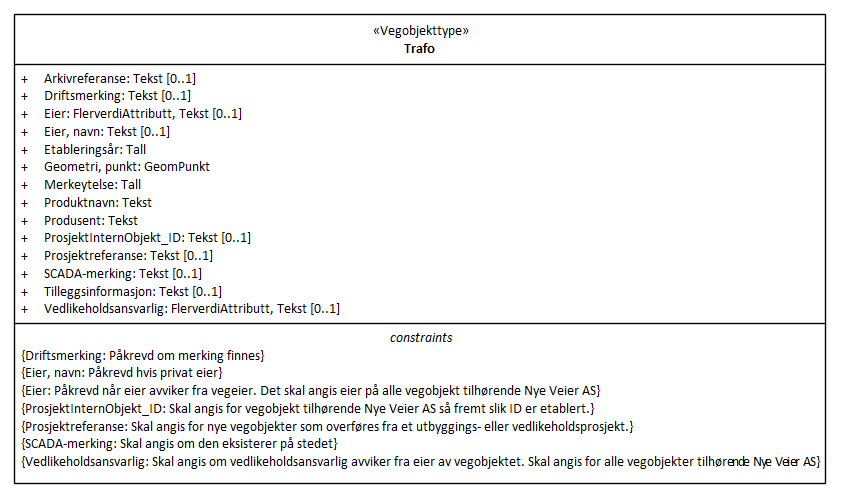 «Vegobjekttype»
Trafo
+ Arkivreferanse: Tekst [0..1]
+ Driftsmerking: Tekst [0..1]
+ Eier: FlerverdiAttributt, Tekst [0..1]
+ Eier, navn: Tekst [0..1]
+ Etableringsår: Tall
+ Geometri, punkt: GeomPunkt
+ Merkeytelse: Tall
+ Produktnavn: Tekst
+ Produsent: Tekst
+ ProsjektInternObjekt_ID: Tekst [0..1]
+ Prosjektreferanse: Tekst [0..1]
+ SCADA-merking: Tekst [0..1]
+ Tilleggsinformasjon: Tekst [0..1]
+ Vedlikeholdsansvarlig: FlerverdiAttributt, Tekst [0..1]
constraints
{Driftsmerking: Påkrevd om merking finnes}
{Eier, navn: Påkrevd hvis privat eier}
{Eier: Påkrevd når eier avviker fra vegeier. Det skal angis eier på alle vegobjekt tilhørende Nye Veier AS}
{ProsjektInternObjekt_ID: Skal angis for vegobjekt tilhørende Nye Veier AS så fremt slik ID er etablert.}
{Prosjektreferanse: Skal angis for nye vegobjekter som overføres fra et utbyggings- eller vedlikeholdsprosjekt.}
{SCADA-merking: Skal angis om den eksisterer på stedet}
{Vedlikeholdsansvarlig: Skal angis om vedlikeholdsansvarlig avviker fra eier av vegobjektet. Skal angis for alle vegobjekter tilhørende Nye Veier AS}